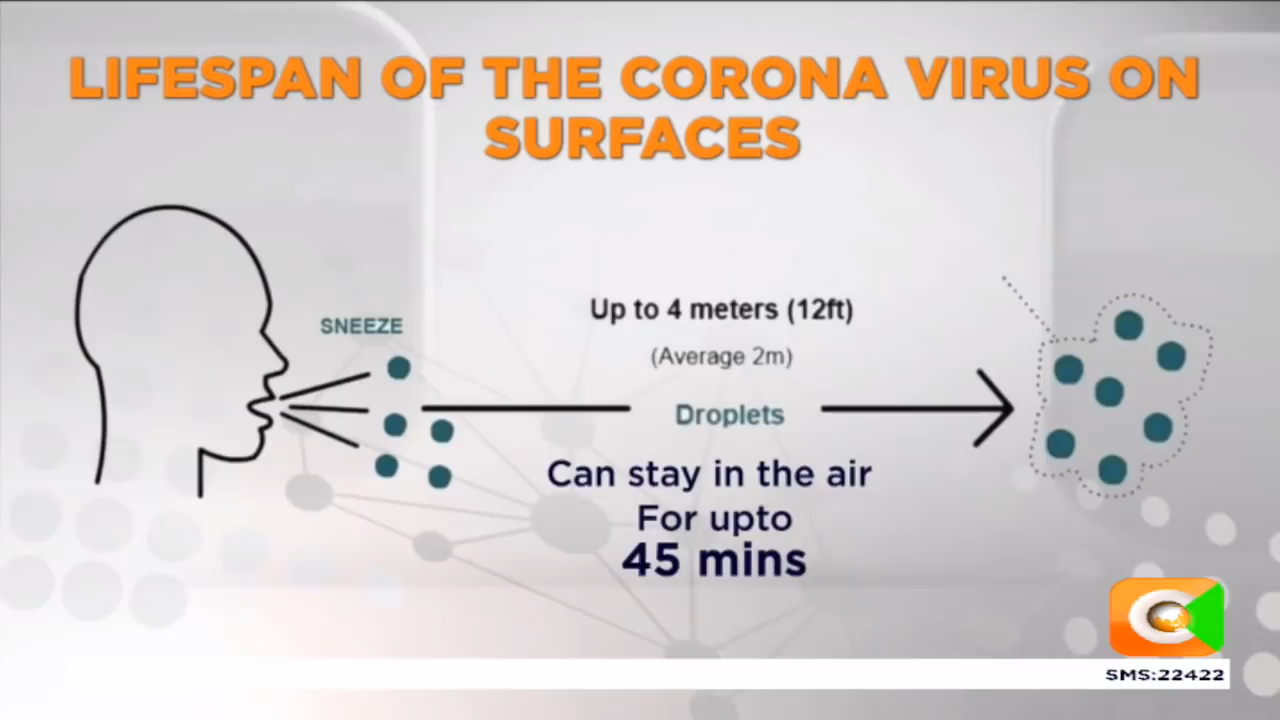 LIFESPAN OF THE CORONA VIRUS ON
SURFACES
SNEEZE
Up to 4 meters (12ft)
(Average 2m)
Droplets
Can stay in the air
For upto
45 mins
SMS:22422